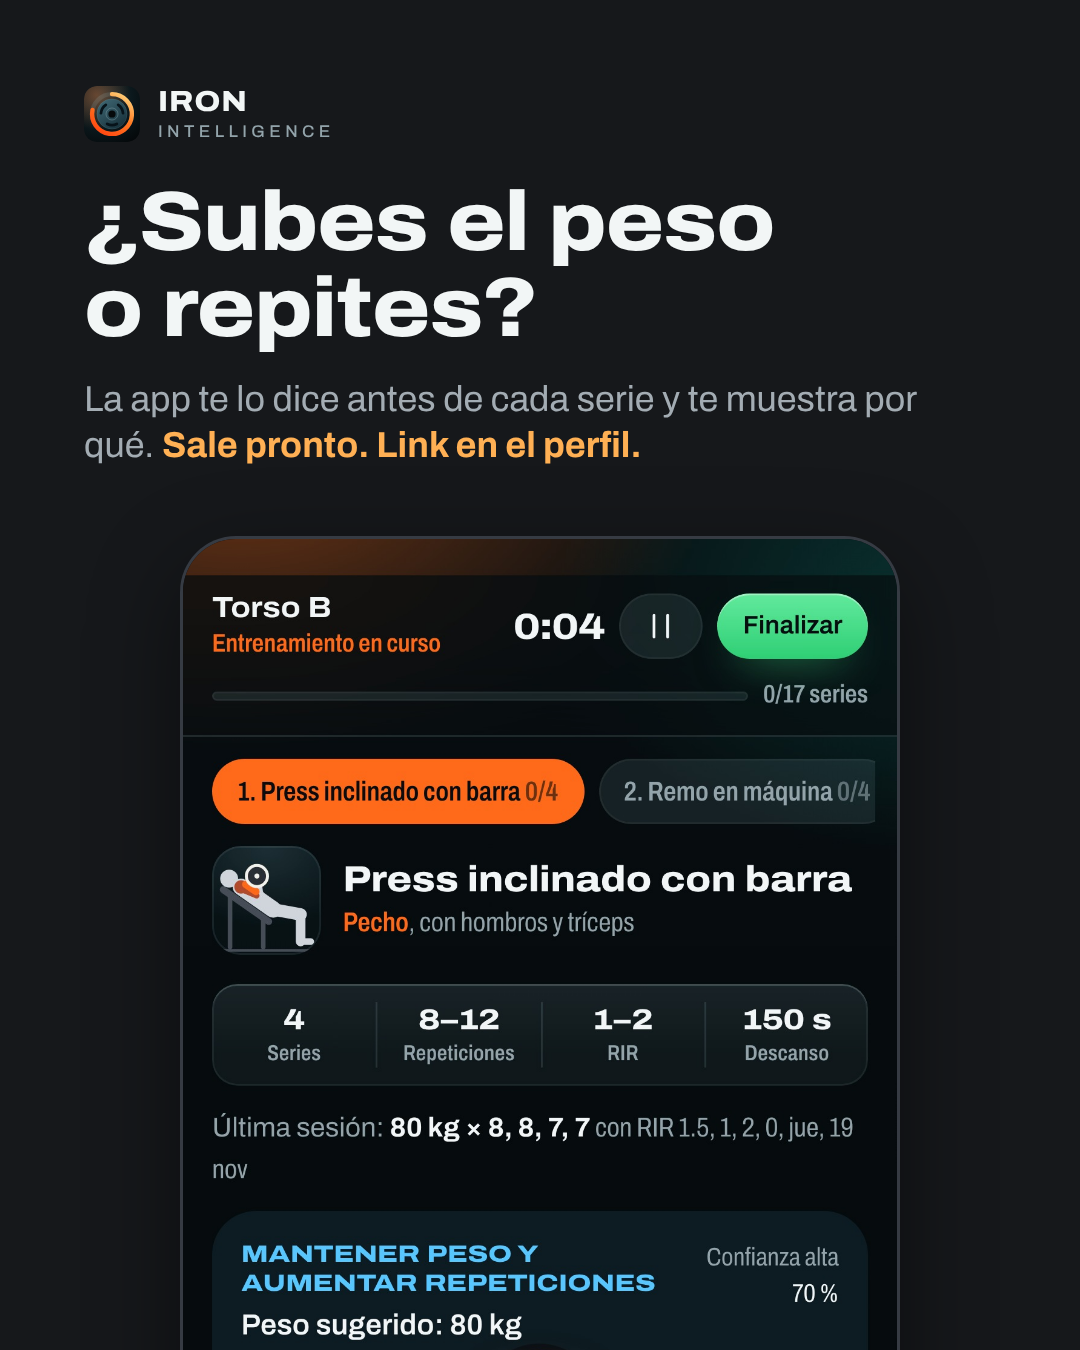 IRON
INTELLIGENCE
¿Subes el peso
o repites?
La app te lo dice antes de cada serie y te muestra por
qué. Sale pronto. Link en el perfil.
Torso B
Entrenamiento en curso
0:04
Finalizar
0/17 series
1. Press inclinado con barra 0/4
2. Remo en máquina 0/4
Press inclinado con barra
Pecho, con hombros y tríceps
4
Series
8–12
Repeticiones
1–2
RIR
150 s
Descanso
Última sesión: 80 kg × 8, 8, 7, 7 con RIR 1.5, 1, 2, 0, jue, 19
nov
MANTENER PESO Y
AUMENTAR REPETICIONES
Confianza alta
70 %
Peso sugerido: 80 kg